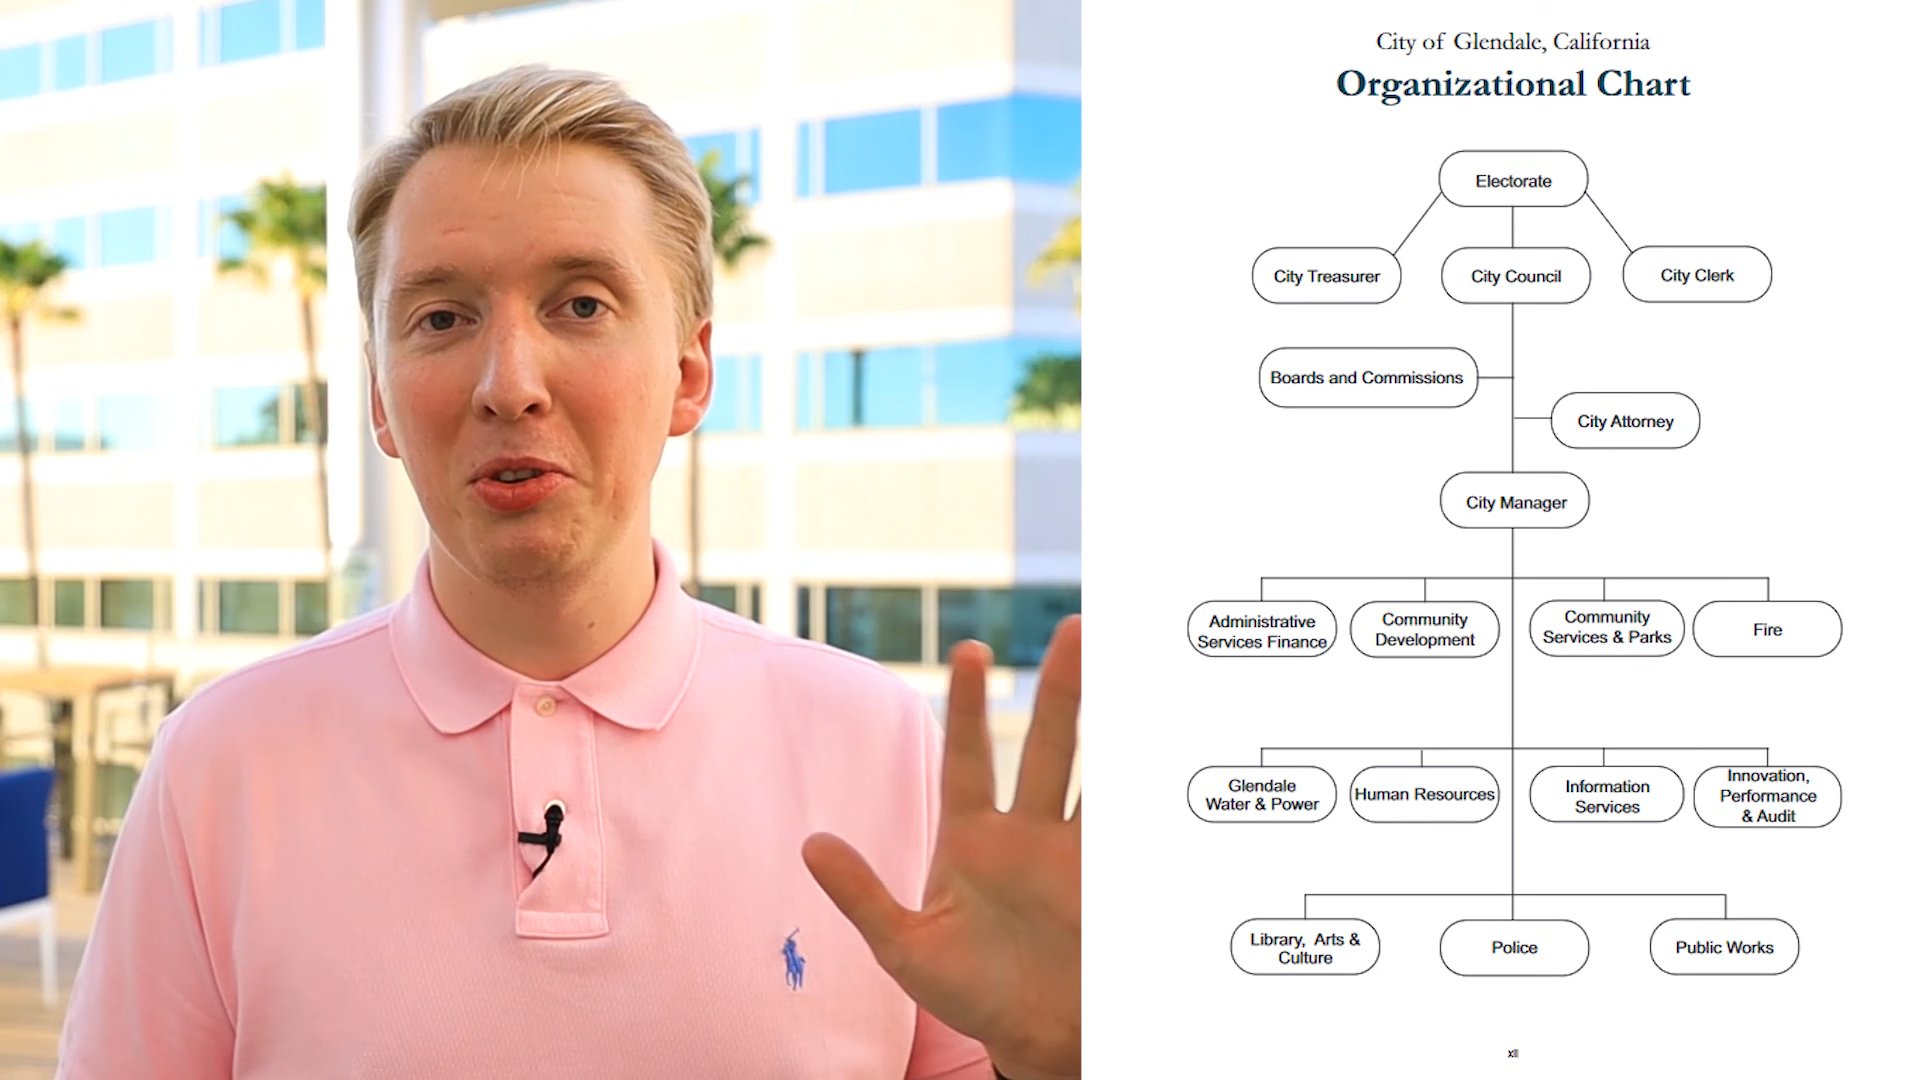 City of Glendale, California
Organizational Chart
Electorate
City Treasurer
City Council
City Clerk
Boards and Commissions
City Attorney
City Manager
Administrative
Services Finance
Community
Development
Community
Services & Parks
Fire
Glendale
Water & Power
Human Resources
Information
Services
Innovation,
Performance
& Audit
Library, Arts &
Culture
Police
Public Works
xii